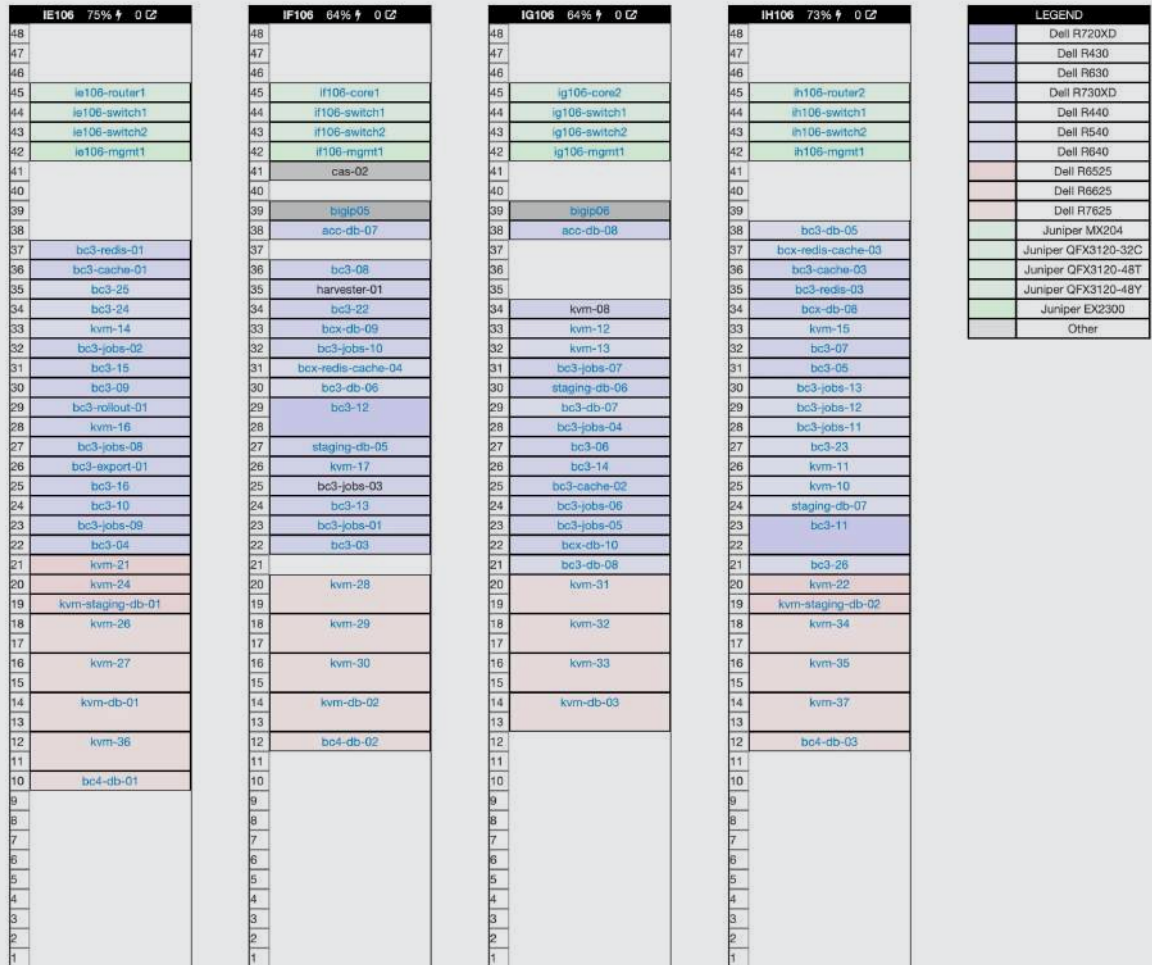 IE106 75% 0
48
47
46
45 ie106-router1
44 ie106-switch1
43 ie106-switch2
42 ie106-mgmt1
41
40
39
38
37 bc3-redis-01
36 bc3-cache-01
35 bc3-25
34 bc3-24
33 kvm-14
32 bc3-jobs-02
31 bc3-15
30 bc3-09
29 bc3-rollout-01
28 kvm-16
27 bc3-jobs-08
26 bc3-export-01
25 bc3-16
24 bc3-10
23 bc3-jobs-09
22 bc3-04
21 kvm-21
20 kvm-24
19 kvm-staging-db-01
18 kvm-26
17
16 kvm-27
15
14 kvm-db-01
13
12 kvm-36
11
10 bc4-db-01
9
8
7
6
5
4
3
2
1
IF106 64% 0
48
47
46
45 if106-core1
44 if106-switch1
43 if106-switch2
42 if106-mgmt1
41 cas-02
40
39 bigip05
38 acc-db-07
37
36 bc3-08
35 harvester-01
34 bc3-22
33 bcx-db-09
32 bc3-jobs-10
31 bcx-redis-cache-04
30 bc3-db-06
29 bc3-12
28
27 staging-db-05
26 kvm-17
25 bc3-jobs-03
24 bc3-13
23 bc3-jobs-01
22 bc3-03
21
20 kvm-28
19
18 kvm-29
17
16 kvm-30
15
14 kvm-db-02
13
12 bc4-db-02
11
10
9
8
7
6
5
4
3
2
1
IG106 64% 0
48
47
46
45 ig106-core2
44 ig106-switch1
43 ig106-switch2
42 ig106-mgmt1
41
40
39 bigip06
38 acc-db-08
37
36
35
34 kvm-08
33 kvm-12
32 kvm-13
31 bc3-jobs-07
30 staging-db-06
29 bc3-db-07
28 bc3-jobs-04
27 bc3-06
26 bc3-14
25 bc3-cache-02
24 bc3-jobs-06
23 bc3-jobs-05
22 bcx-db-10
21 bc3-db-08
20 kvm-31
19
18 kvm-32
17
16 kvm-33
15
14 kvm-db-03
13
12
11
10
9
8
7
6
5
4
3
2
1
IH106 73% 0
48
47
46
45 ih106-router2
44 ih106-switch1
43 ih106-switch2
42 ih106-mgmt1
41
40
39
38 bc3-db-05
37 bcx-redis-cache-03
36 bc3-cache-03
35 bc3-redis-03
34 bcx-db-08
33 kvm-15
32 bc3-07
31 bc3-05
30 bc3-jobs-13
29 bc3-jobs-12
28 bc3-jobs-11
27 bc3-23
26 kvm-11
25 kvm-10
24 staging-db-07
23 bc3-11
22
21 bc3-26
20 kvm-22
19 kvm-staging-db-02
18 kvm-34
17
16 kvm-35
15
14 kvm-37
13
12 bc4-db-03
11
10
9
8
7
6
5
4
3
2
1
LEGEND
Dell R720XD
Dell R430
Dell R630
Dell R730XD
Dell R440
Dell R540
Dell R640
Dell R6525
Dell R6625
Dell R7625
Juniper MX204
Juniper QFX3120-32C
Juniper QFX3120-48T
Juniper QFX3120-48Y
Juniper EX2300
Other